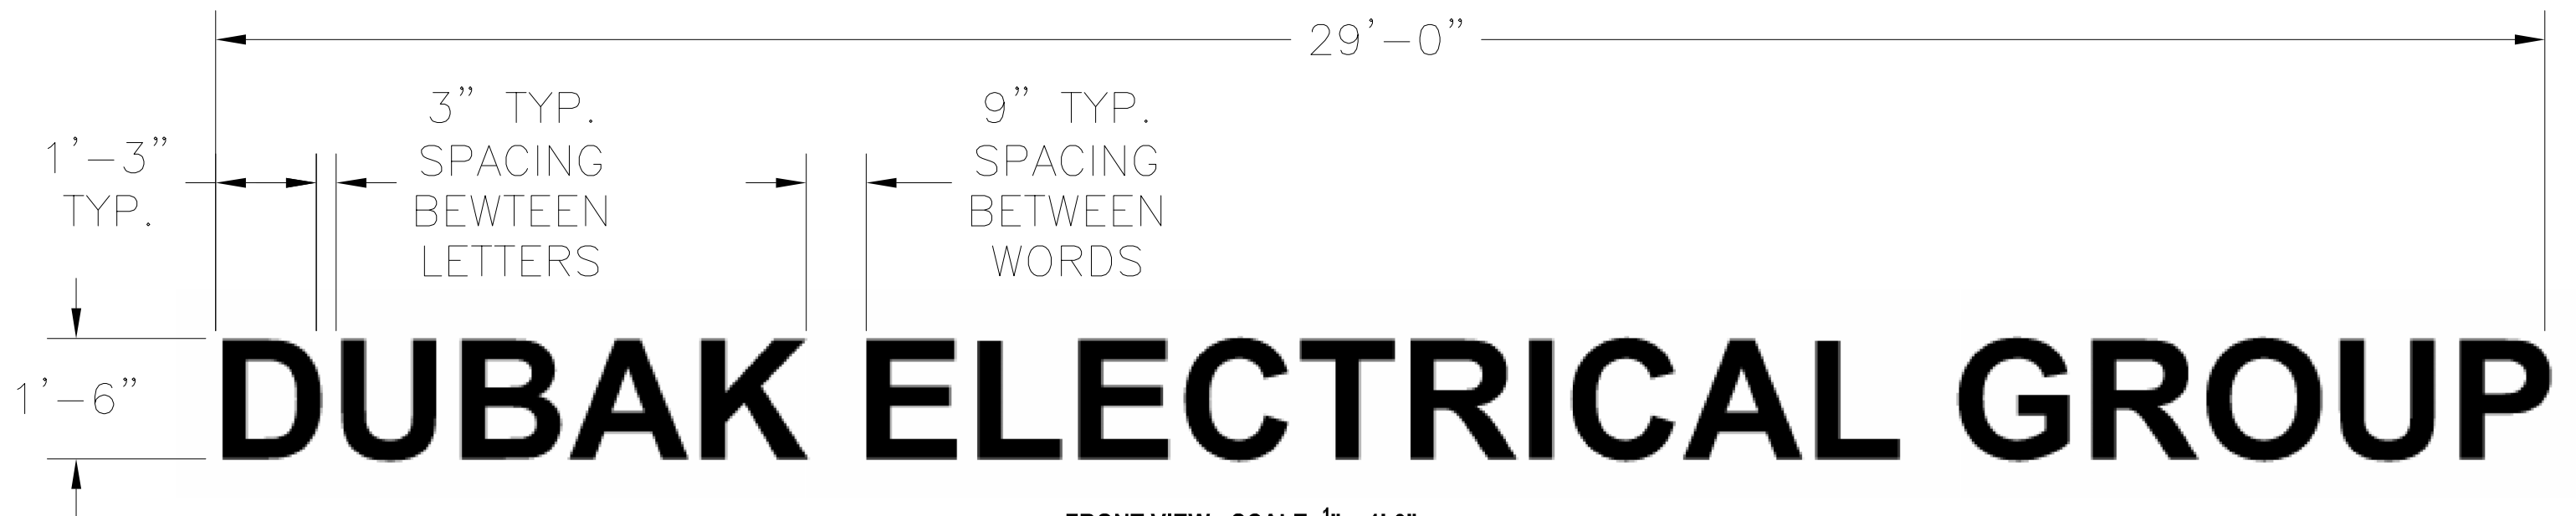 29'-0"
3" TYP.
SPACING
BEWTEEN
LETTERS
9" TYP.
SPACING
BETWEEN
WORDS
1'-3"
TYP.
1'-6"
DUBAK ELECTRICAL GROUP